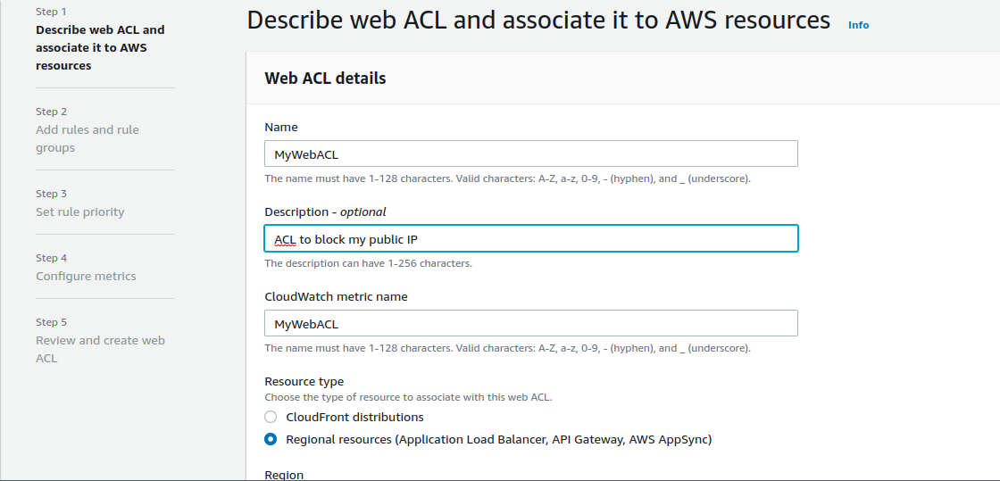 Step 1
Describe web ACL and
associate it to AWS
resources
Step 2
Add rules and rule
groups
Step 3
Set rule priority
Step 4
Configure metrics
Step 5
Review and create web
ACL
Describe web ACL and associate it to AWS resources Info
Web ACL details
Name
MyWebACL
The name must have 1-128 characters. Valid characters: A-Z, a-z, 0-9, - (hyphen), and _ (underscore).
Description - optional
ACL to block my public IP
The description can have 1-256 characters.
CloudWatch metric name
MyWebACL
The name must have 1-128 characters. Valid characters: A-Z, a-z, 0-9, - (hyphen), and _ (underscore).
Resource type
Choose the type of resource to associate with this web ACL.
CloudFront distributions
Regional resources (Application Load Balancer, API Gateway, AWS AppSync)
Region